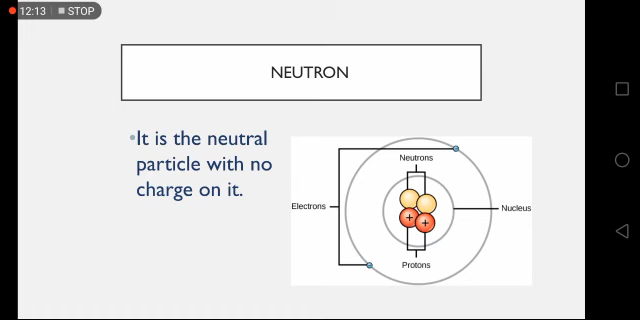 12:13 STOP
NEUTRON
•It is the neutral
particle with no
charge on it.
Neutrons
Electrons
Nucleus
+ +
Protons